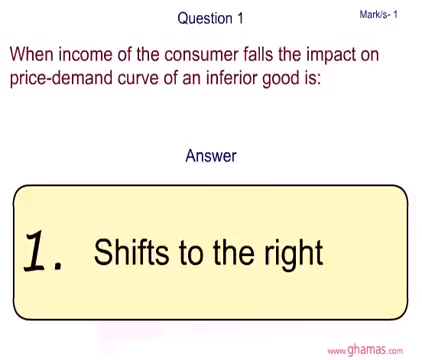 Question 1
Mark/s- 1
When income of the consumer falls the impact on
price-demand curve of an inferior good is:
Answer
1. Shifts to the right
www.ghamas.com